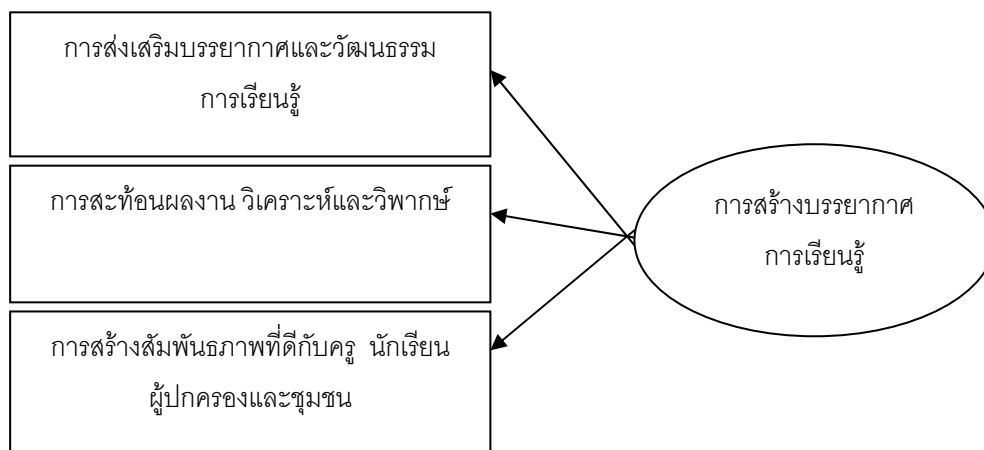 การส่งเสริมบรรยากาศและวัฒนธรรม
การเรียนรู้
การสะท้อนผลงาน วิเคราะห์และวิพากษ์
การสร้างสัมพันธภาพที่ดีกับครู นักเรียน
ผู้ปกครองและชุมชน
การสร้างบรรยากาศ
การเรียนรู้